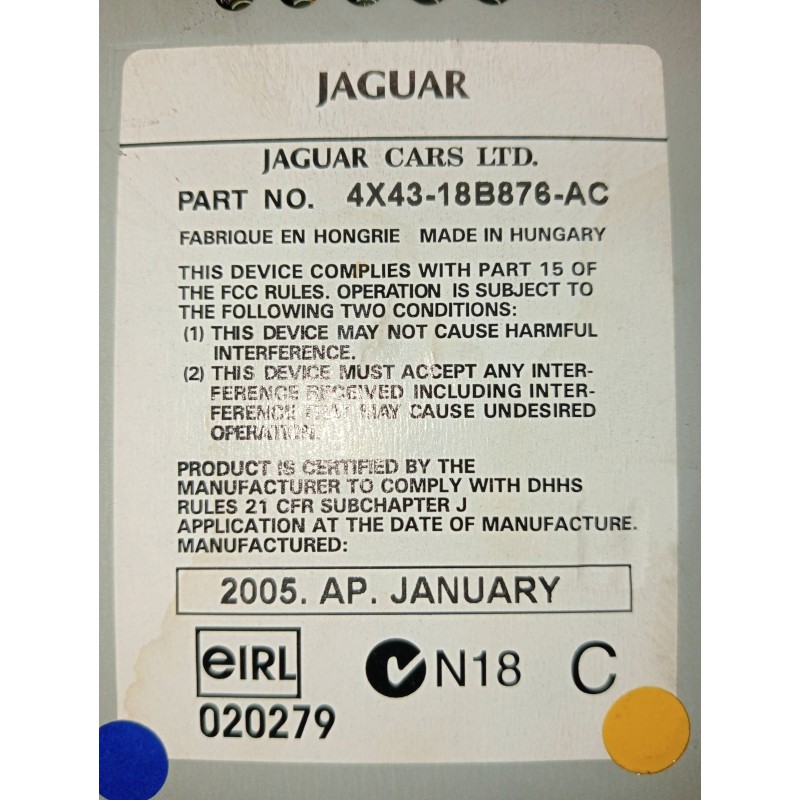 JAGUAR
JAGUAR CARS LTD.
PART NO. 4X43-18B876-AC
FABRIQUE EN HONGRIE MADE IN HUNGARY
THIS DEVICE COMPLIES WITH PART 15 OF
THE FCC RULES. OPERATION IS SUBJECT TO
THE FOLLOWING TWO CONDITIONS:
(1) THIS DEVICE MAY NOT CAUSE HARMFUL
INTERFERENCE.
(2) THIS DEVICE MUST ACCEPT ANY INTER-
FERENCE RECEIVED INCLUDING INTER-
FERENCE THAT MAY CAUSE UNDESIRED
OPERATION.
PRODUCT IS CERTIFIED BY THE
MANUFACTURER TO COMPLY WITH DHHS
RULES 21 CFR SUBCHAPTER J
APPLICATION AT THE DATE OF MANUFACTURE.
MANUFACTURED:
2005. AP. JANUARY
eIRL N18 C
020279